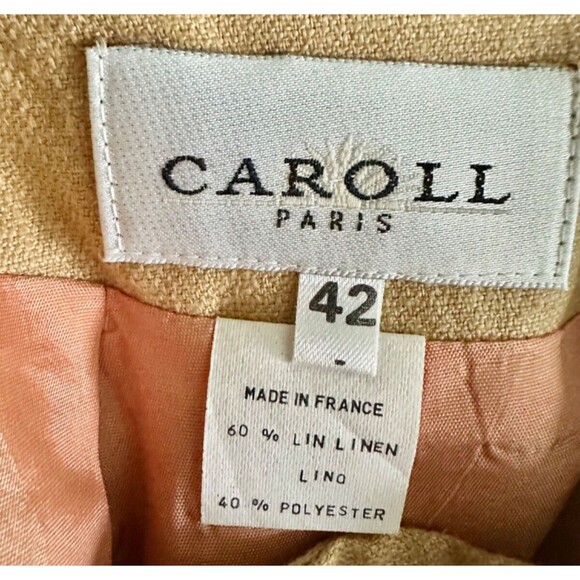 CAROLL
PARIS
42
MADE IN FRANCE
60 % LIN LINEN
LINO
40 % POLYESTER